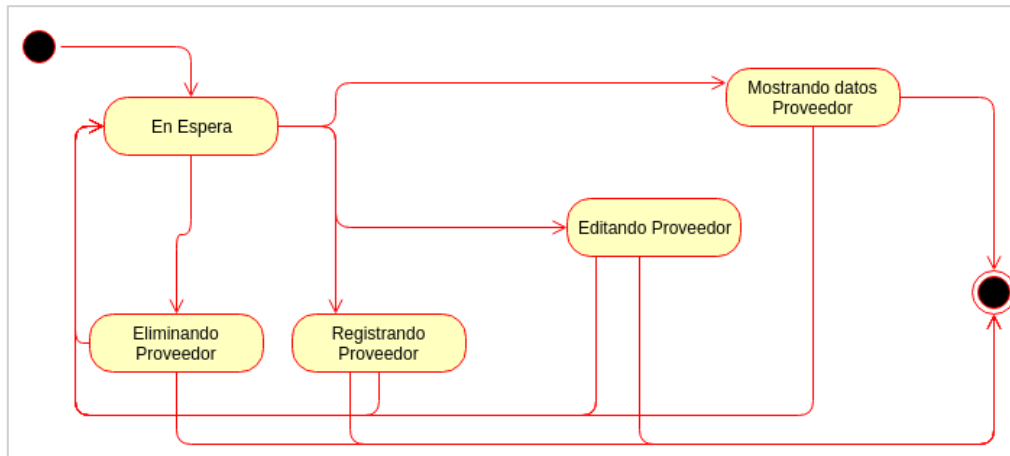 Mostrando datos
Proveedor
En Espera
Editando Proveedor
Eliminando
Proveedor
Registrando
Proveedor